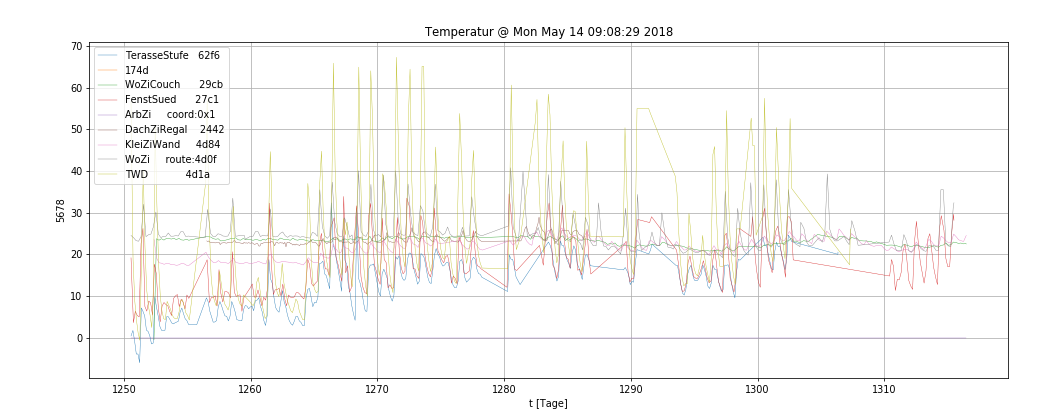 Temperatur @ Mon May 14 09:08:29 2018
70
60
50
40
30
20
10
0
5678
TerasseStufe 62f6
174d
WoZiCouch 29cb
FenstSued 27c1
ArbZi coord:0x1
DachZiRegal 2442
KleiZiWand 4d84
WoZi route:4d0f
TWD 4d1a
1250 1260 1270 1280 1290 1300 1310
t [Tage]